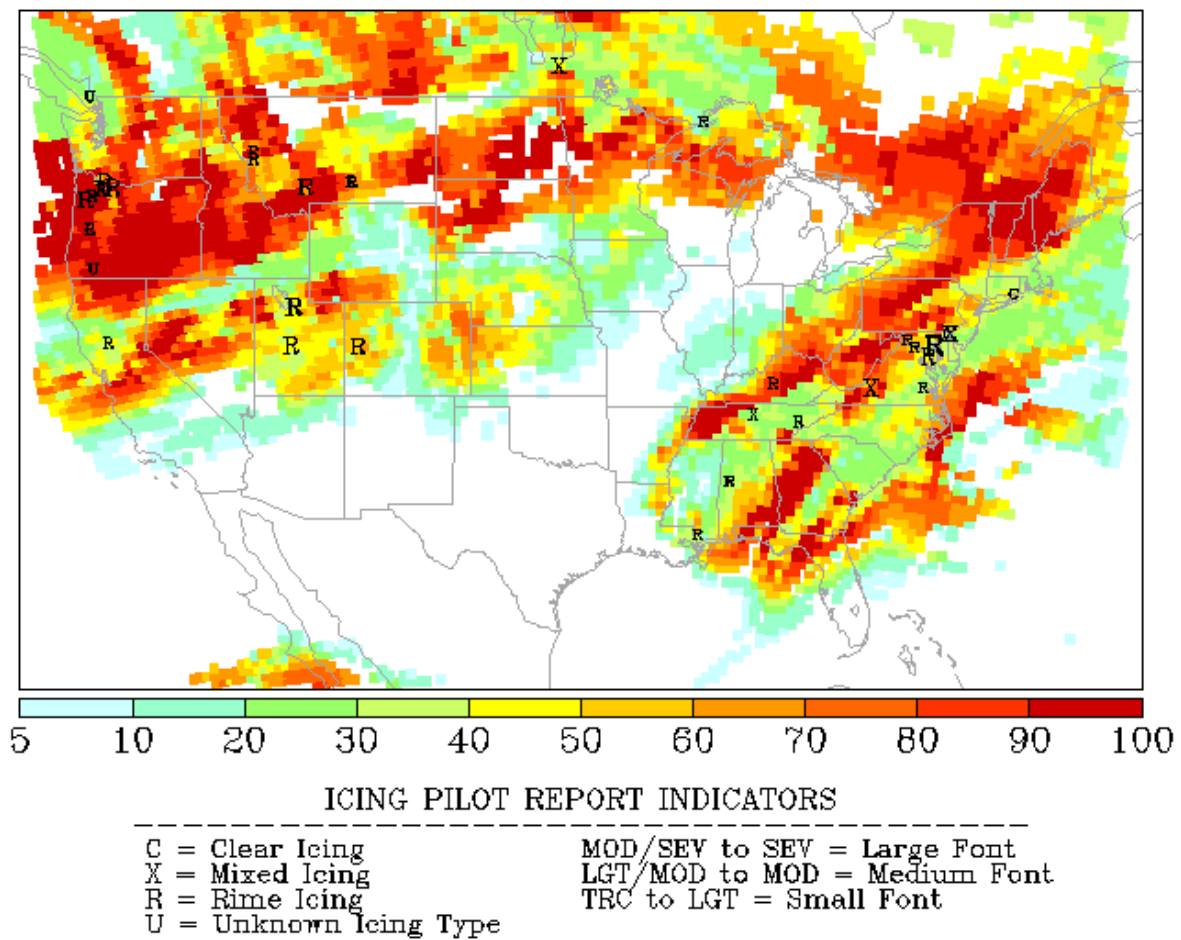 U
X
R
R
R
R
R
R
R
R
R
R
U
C
R
R
X
R
R
R
R
R
R
R
R
X
R
X
R
R
R
5 10 20 30 40 50 60 70 80 90 100
ICING PILOT REPORT INDICATORS
C = Clear Icing MOD/SEV to SEV = Large Font
X = Mixed Icing LGT/MOD to MOD = Medium Font
R = Rime Icing TRC to LGT = Small Font
U = Unknown Icing Type